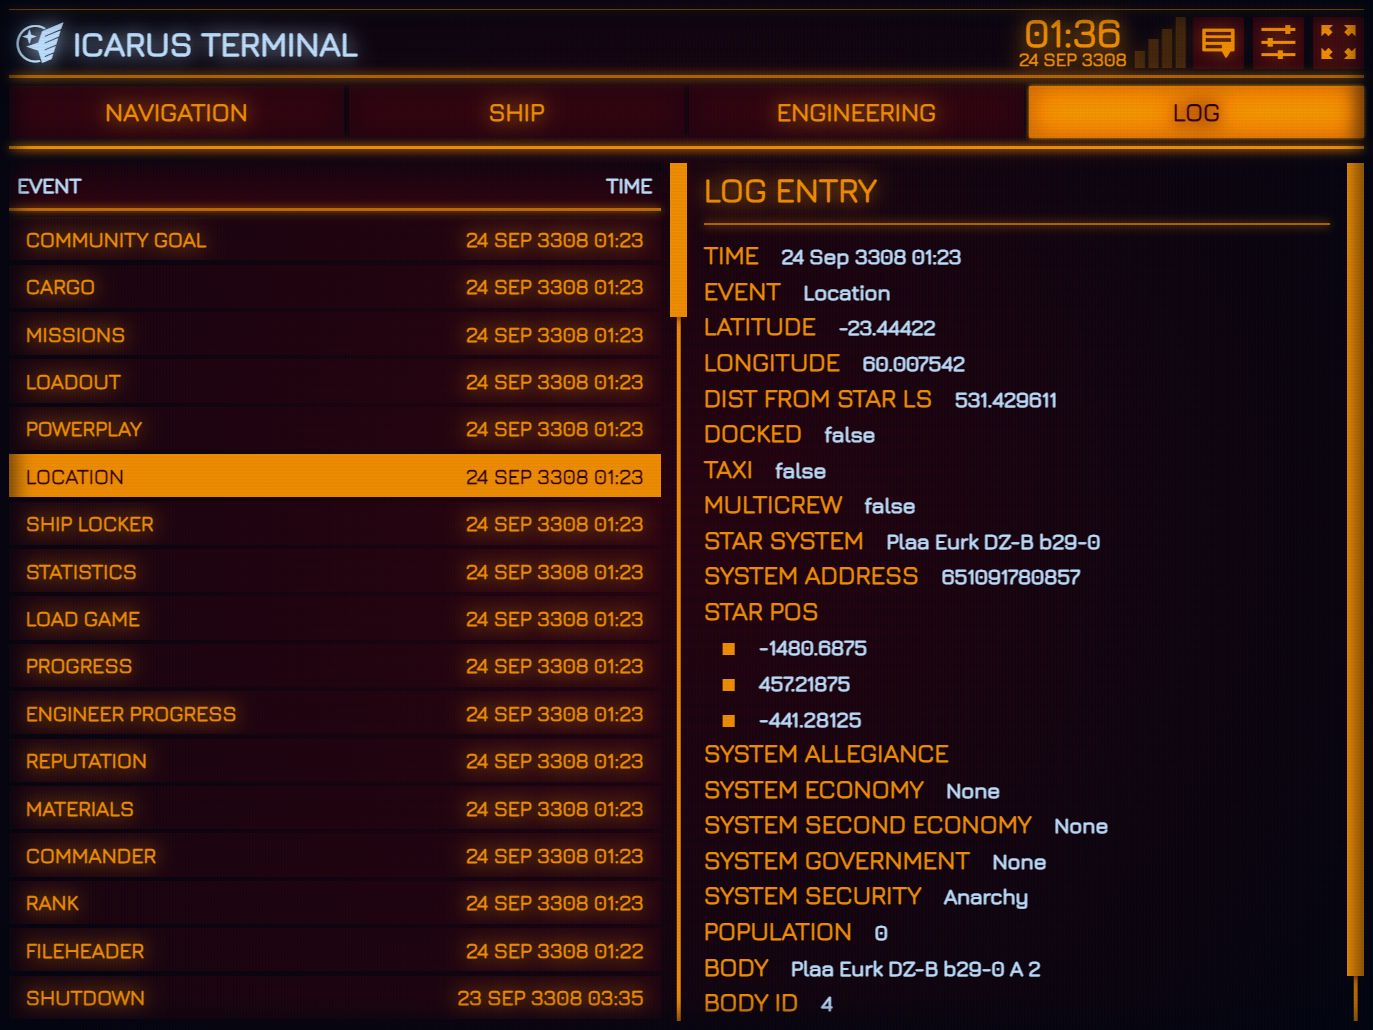 ICARUS TERMINAL
01:36
24 SEP 3308
NAVIGATION SHIP ENGINEERING LOG
EVENT TIME
COMMUNITY GOAL 24 SEP 3308 01:23
CARGO 24 SEP 3308 01:23
MISSIONS 24 SEP 3308 01:23
LOADOUT 24 SEP 3308 01:23
POWERPLAY 24 SEP 3308 01:23
LOCATION 24 SEP 3308 01:23
SHIP LOCKER 24 SEP 3308 01:23
STATISTICS 24 SEP 3308 01:23
LOAD GAME 24 SEP 3308 01:23
PROGRESS 24 SEP 3308 01:23
ENGINEER PROGRESS 24 SEP 3308 01:23
REPUTATION 24 SEP 3308 01:23
MATERIALS 24 SEP 3308 01:23
COMMANDER 24 SEP 3308 01:23
RANK 24 SEP 3308 01:23
FILEHEADER 24 SEP 3308 01:22
SHUTDOWN 23 SEP 3308 03:35
LOG ENTRY
TIME 24 Sep 3308 01:23
EVENT Location
LATITUDE -23.44422
LONGITUDE 60.007542
DIST FROM STAR LS 531.429611
DOCKED false
TAXI false
MULTICREW false
STAR SYSTEM Plaa Eurk DZ-B b29-0
SYSTEM ADDRESS 651091780857
STAR POS
-1480.6875
457.21875
-441.28125
SYSTEM ALLEGIANCE
SYSTEM ECONOMY None
SYSTEM SECOND ECONOMY None
SYSTEM GOVERNMENT None
SYSTEM SECURITY Anarchy
POPULATION 0
BODY Plaa Eurk DZ-B b29-0 A 2
BODY ID 4